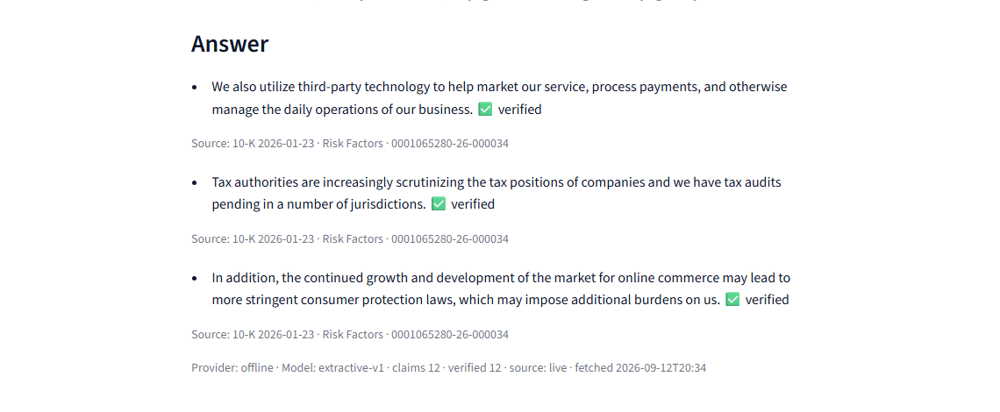 Answer
• We also utilize third-party technology to help market our service, process payments, and otherwise
manage the daily operations of our business. ✅ verified
Source: 10-K 2026-01-23 · Risk Factors · 0001065280-26-000034
• Tax authorities are increasingly scrutinizing the tax positions of companies and we have tax audits
pending in a number of jurisdictions. ✅ verified
Source: 10-K 2026-01-23 · Risk Factors · 0001065280-26-000034
• In addition, the continued growth and development of the market for online commerce may lead to
more stringent consumer protection laws, which may impose additional burdens on us. ✅ verified
Source: 10-K 2026-01-23 · Risk Factors · 0001065280-26-000034
Provider: offline · Model: extractive-v1 · claims 12 · verified 12 · source: live · fetched 2026-09-12T20:34